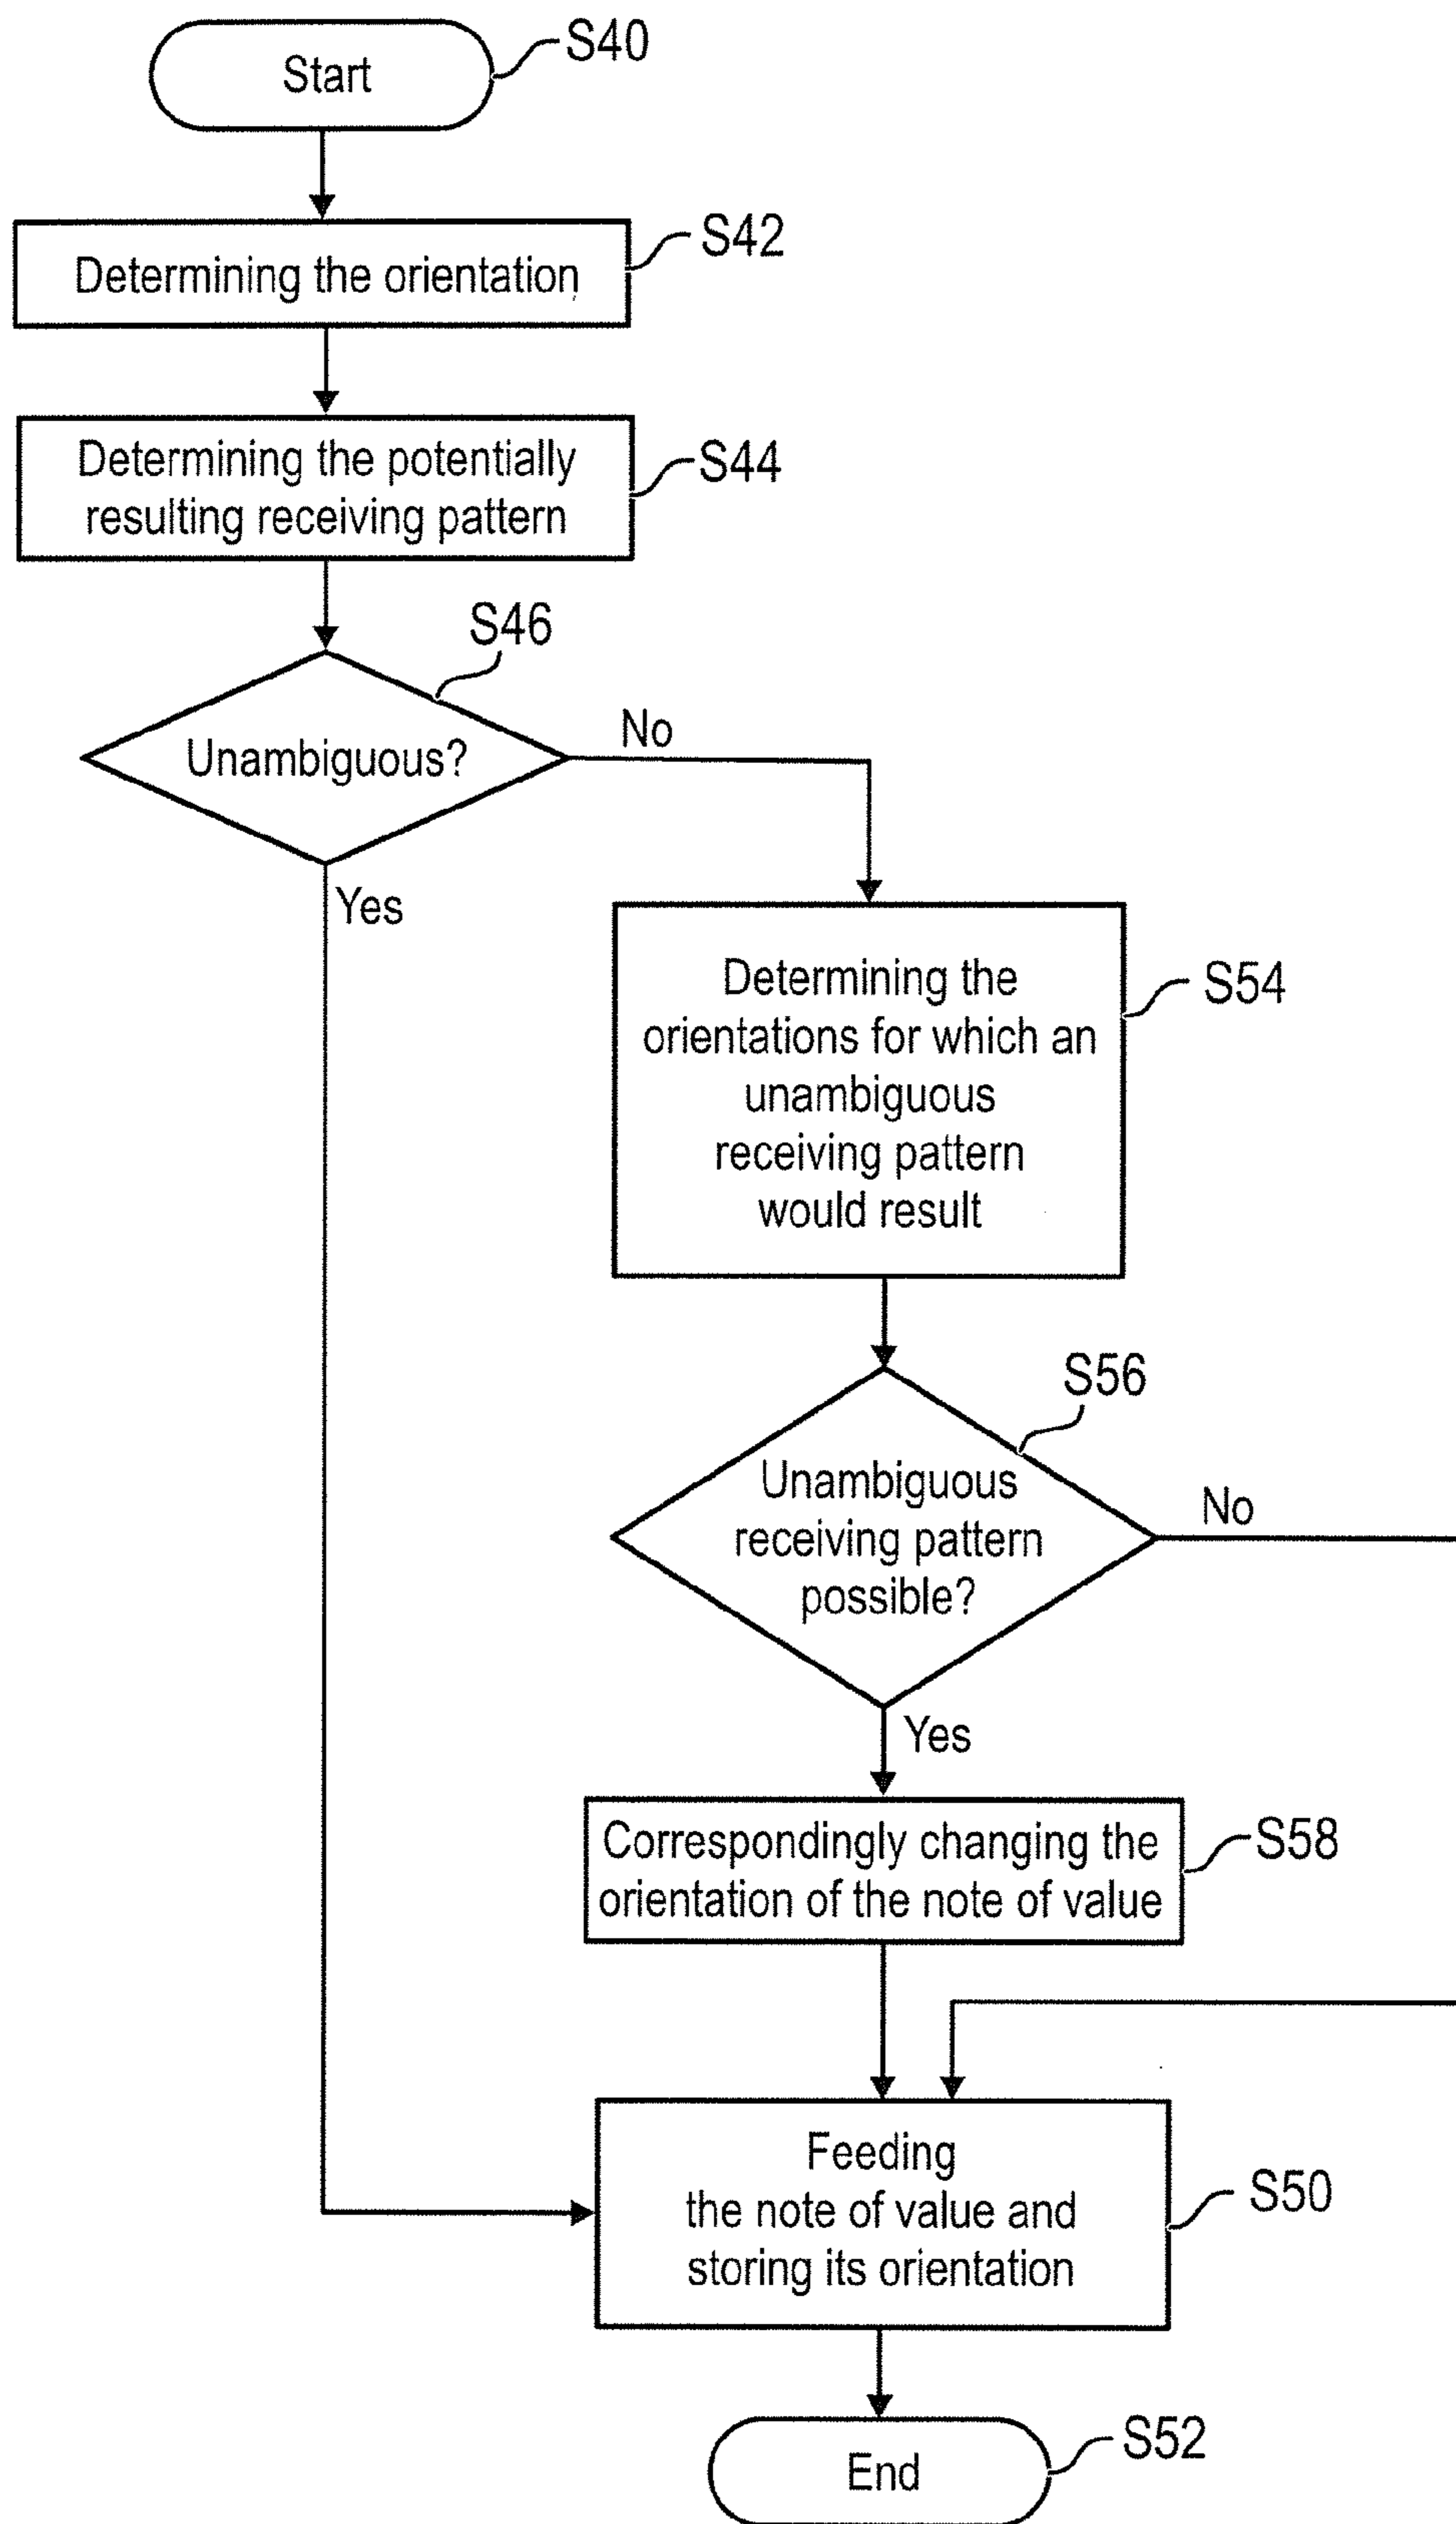 Start
S40
Determining the orientation
S42
Determining the potentially
resulting receiving pattern
S44
S46
Unambiguous?
No
Yes
Determining the
orientations for which an
unambiguous
receiving pattern
would result
S54
S56
Unambiguous
receiving pattern
possible?
No
Yes
Correspondingly changing the
orientation of the note of value
S58
Feeding
the note of value and
storing its orientation
S50
End
S52